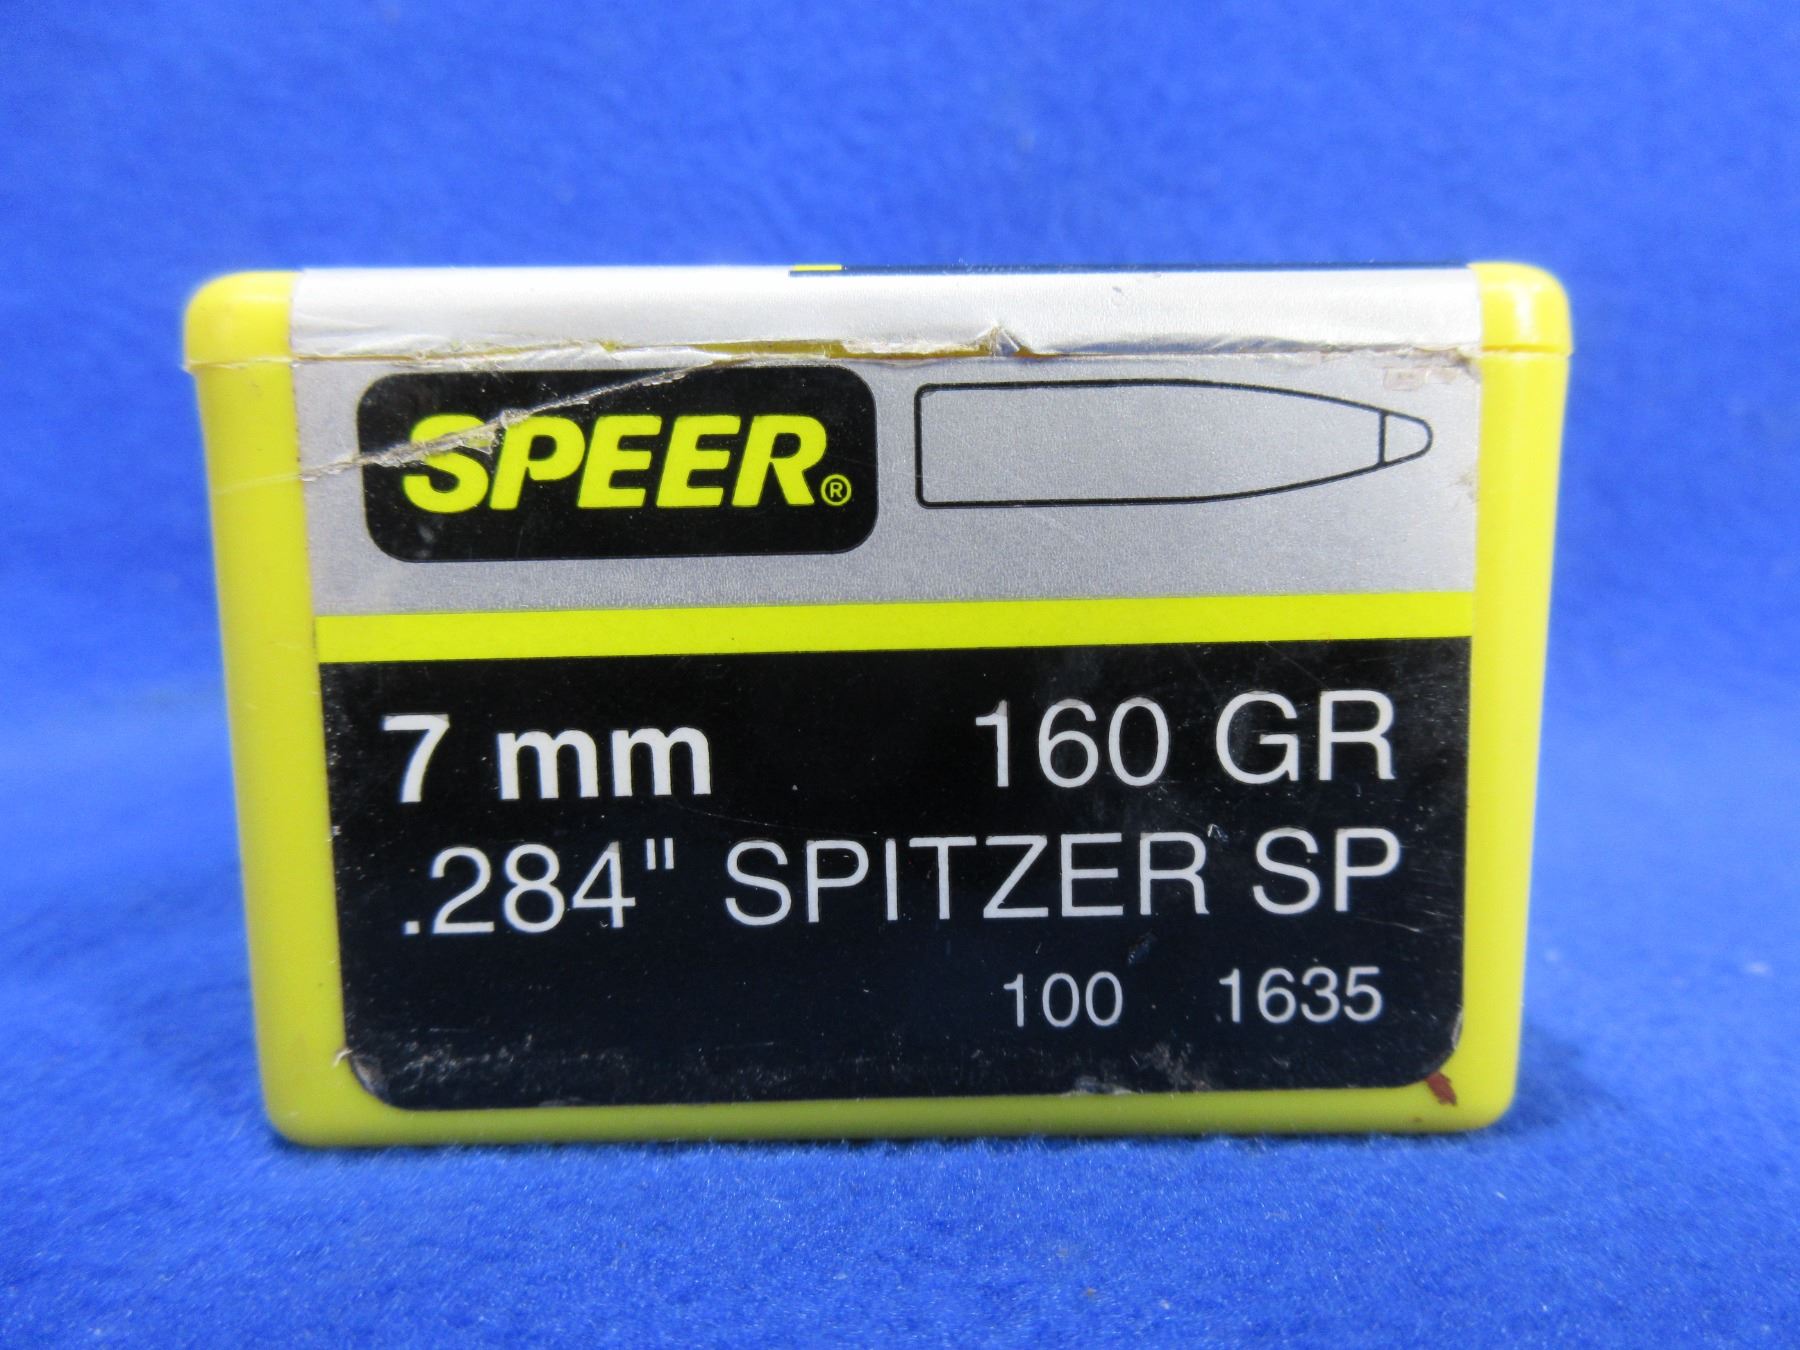 SPEER®
7 mm 160 GR
.284" SPITZER SP
100 1635